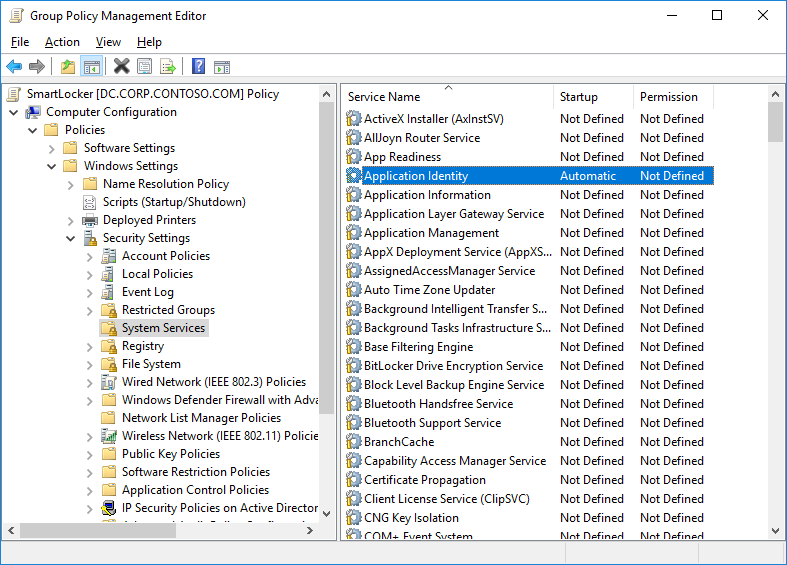 Group Policy Management Editor
File Action View Help
SmartLocker [DC.CORP.CONTOSO.COM] Policy
Computer Configuration
Policies
Software Settings
Windows Settings
Name Resolution Policy
Scripts (Startup/Shutdown)
Deployed Printers
Security Settings
Account Policies
Local Policies
Event Log
Restricted Groups
System Services
Registry
File System
Wired Network (IEEE 802.3) Policies
Windows Defender Firewall with Adva
Network List Manager Policies
Wireless Network (IEEE 802.11) Policie
Public Key Policies
Software Restriction Policies
Application Control Policies
IP Security Policies on Active Director
Service Name Startup Permission
ActiveX Installer (AxInstSV) Not Defined Not Defined
AllJoyn Router Service Not Defined Not Defined
App Readiness Not Defined Not Defined
Application Identity Automatic Not Defined
Application Information Not Defined Not Defined
Application Layer Gateway Service Not Defined Not Defined
Application Management Not Defined Not Defined
AppX Deployment Service (AppXS... Not Defined Not Defined
AssignedAccessManager Service Not Defined Not Defined
Auto Time Zone Updater Not Defined Not Defined
Background Intelligent Transfer S... Not Defined Not Defined
Background Tasks Infrastructure S... Not Defined Not Defined
Base Filtering Engine Not Defined Not Defined
BitLocker Drive Encryption Service Not Defined Not Defined
Block Level Backup Engine Service Not Defined Not Defined
Bluetooth Handsfree Service Not Defined Not Defined
Bluetooth Support Service Not Defined Not Defined
BranchCache Not Defined Not Defined
Capability Access Manager Service Not Defined Not Defined
Certificate Propagation Not Defined Not Defined
Client License Service (ClipSVC) Not Defined Not Defined
CNG Key Isolation Not Defined Not Defined
COM+ Event System Not Defined Not Defined